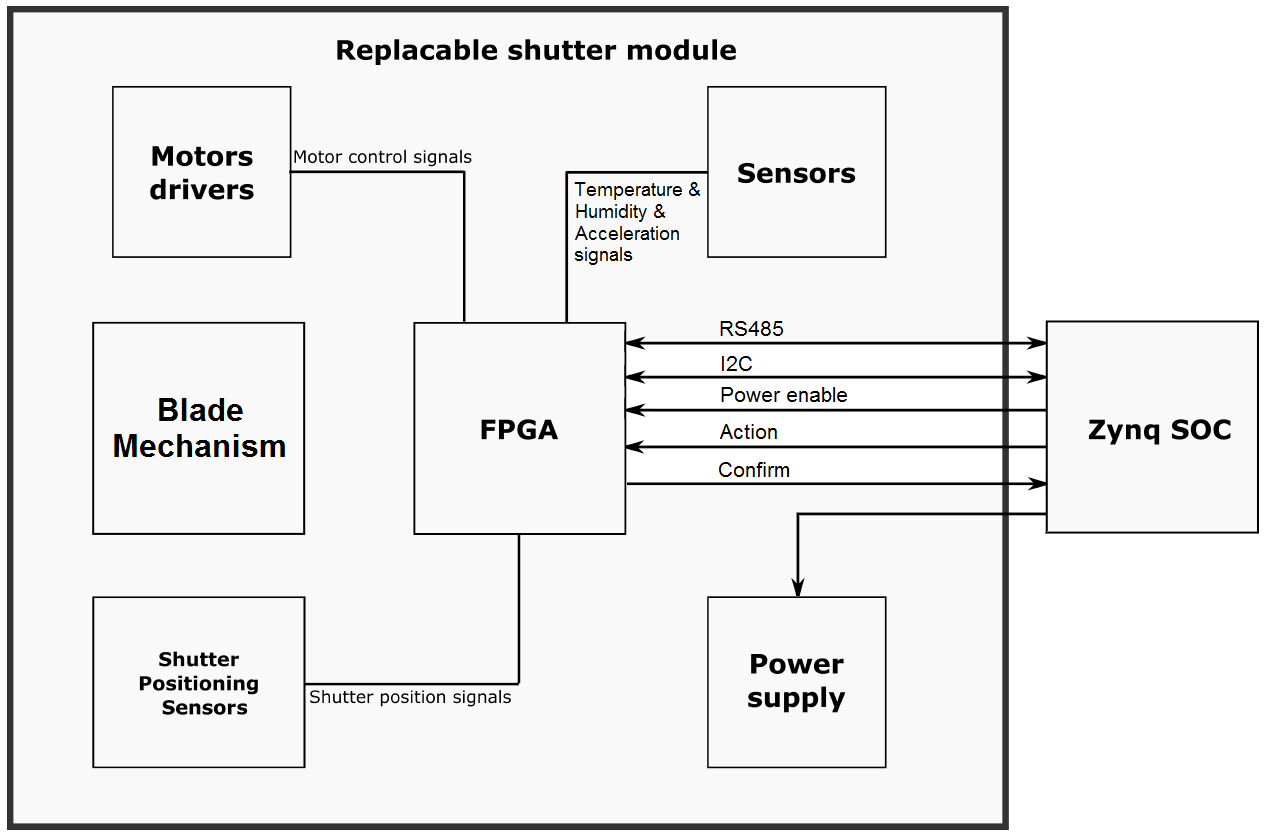 Replacable shutter module
Motors
drivers
Motor control signals
Sensors
Temperature &
Humidity &
Acceleration
signals
Blade
Mechanism
FPGA
RS485
I2C
Power enable
Action
Confirm
Zynq SOC
Shutter
Positioning
Sensors
Shutter position signals
Power
supply